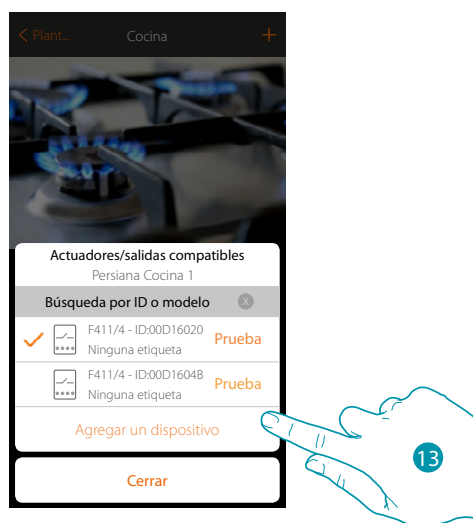 < Plant... Cocina +
Actuadores/salidas compatibles
Persiana Cocina 1
Búsqueda por ID o modelo X
F411/4 - ID:00D16020
Ninguna etiqueta
Prueba
F411/4 - ID:00D1604B
Ninguna etiqueta
Prueba
Agregar un dispositivo
Cerrar
13